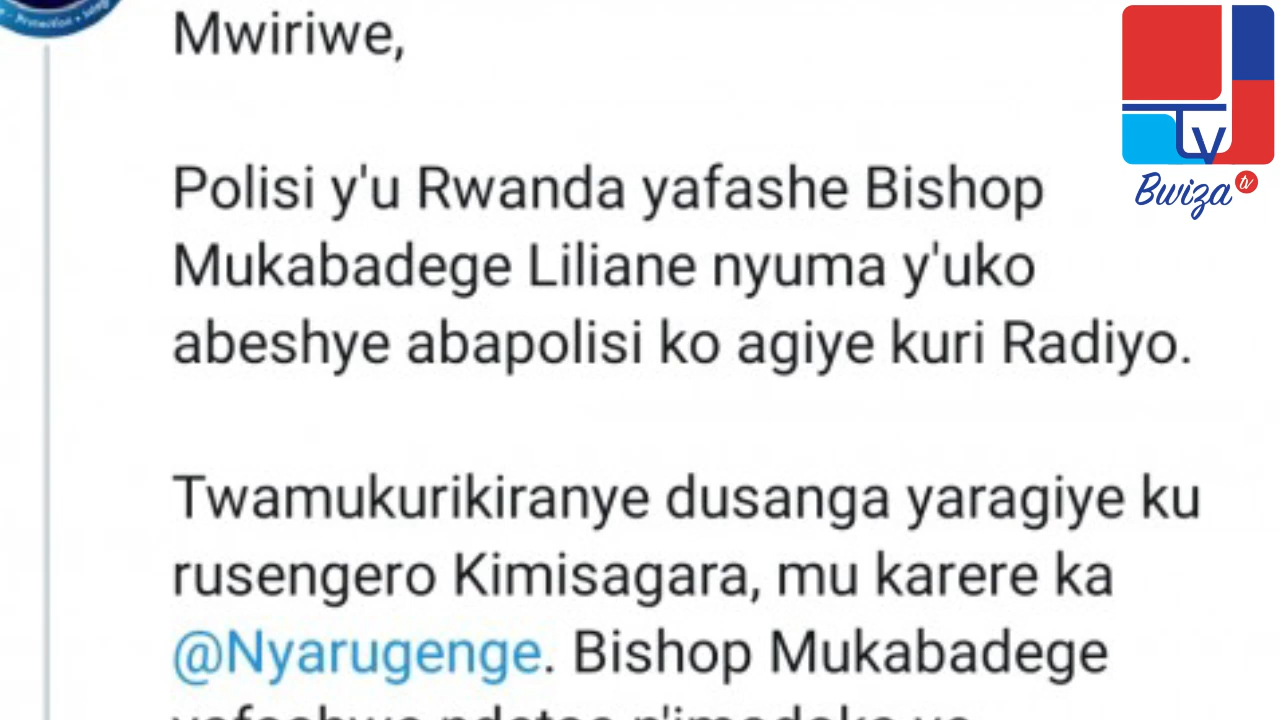 Mwiriwe,
Polisi y'u Rwanda yafashe Bishop
Mukabadege Liliane nyuma y'uko
abeshye abapolisi ko agiye kuri Radiyo.
Twamukurikiranye dusanga yaragiye ku
rusengero Kimisagara, mu karere ka
@Nyarugenge. Bishop Mukabadege
Tv
Bwiza tv